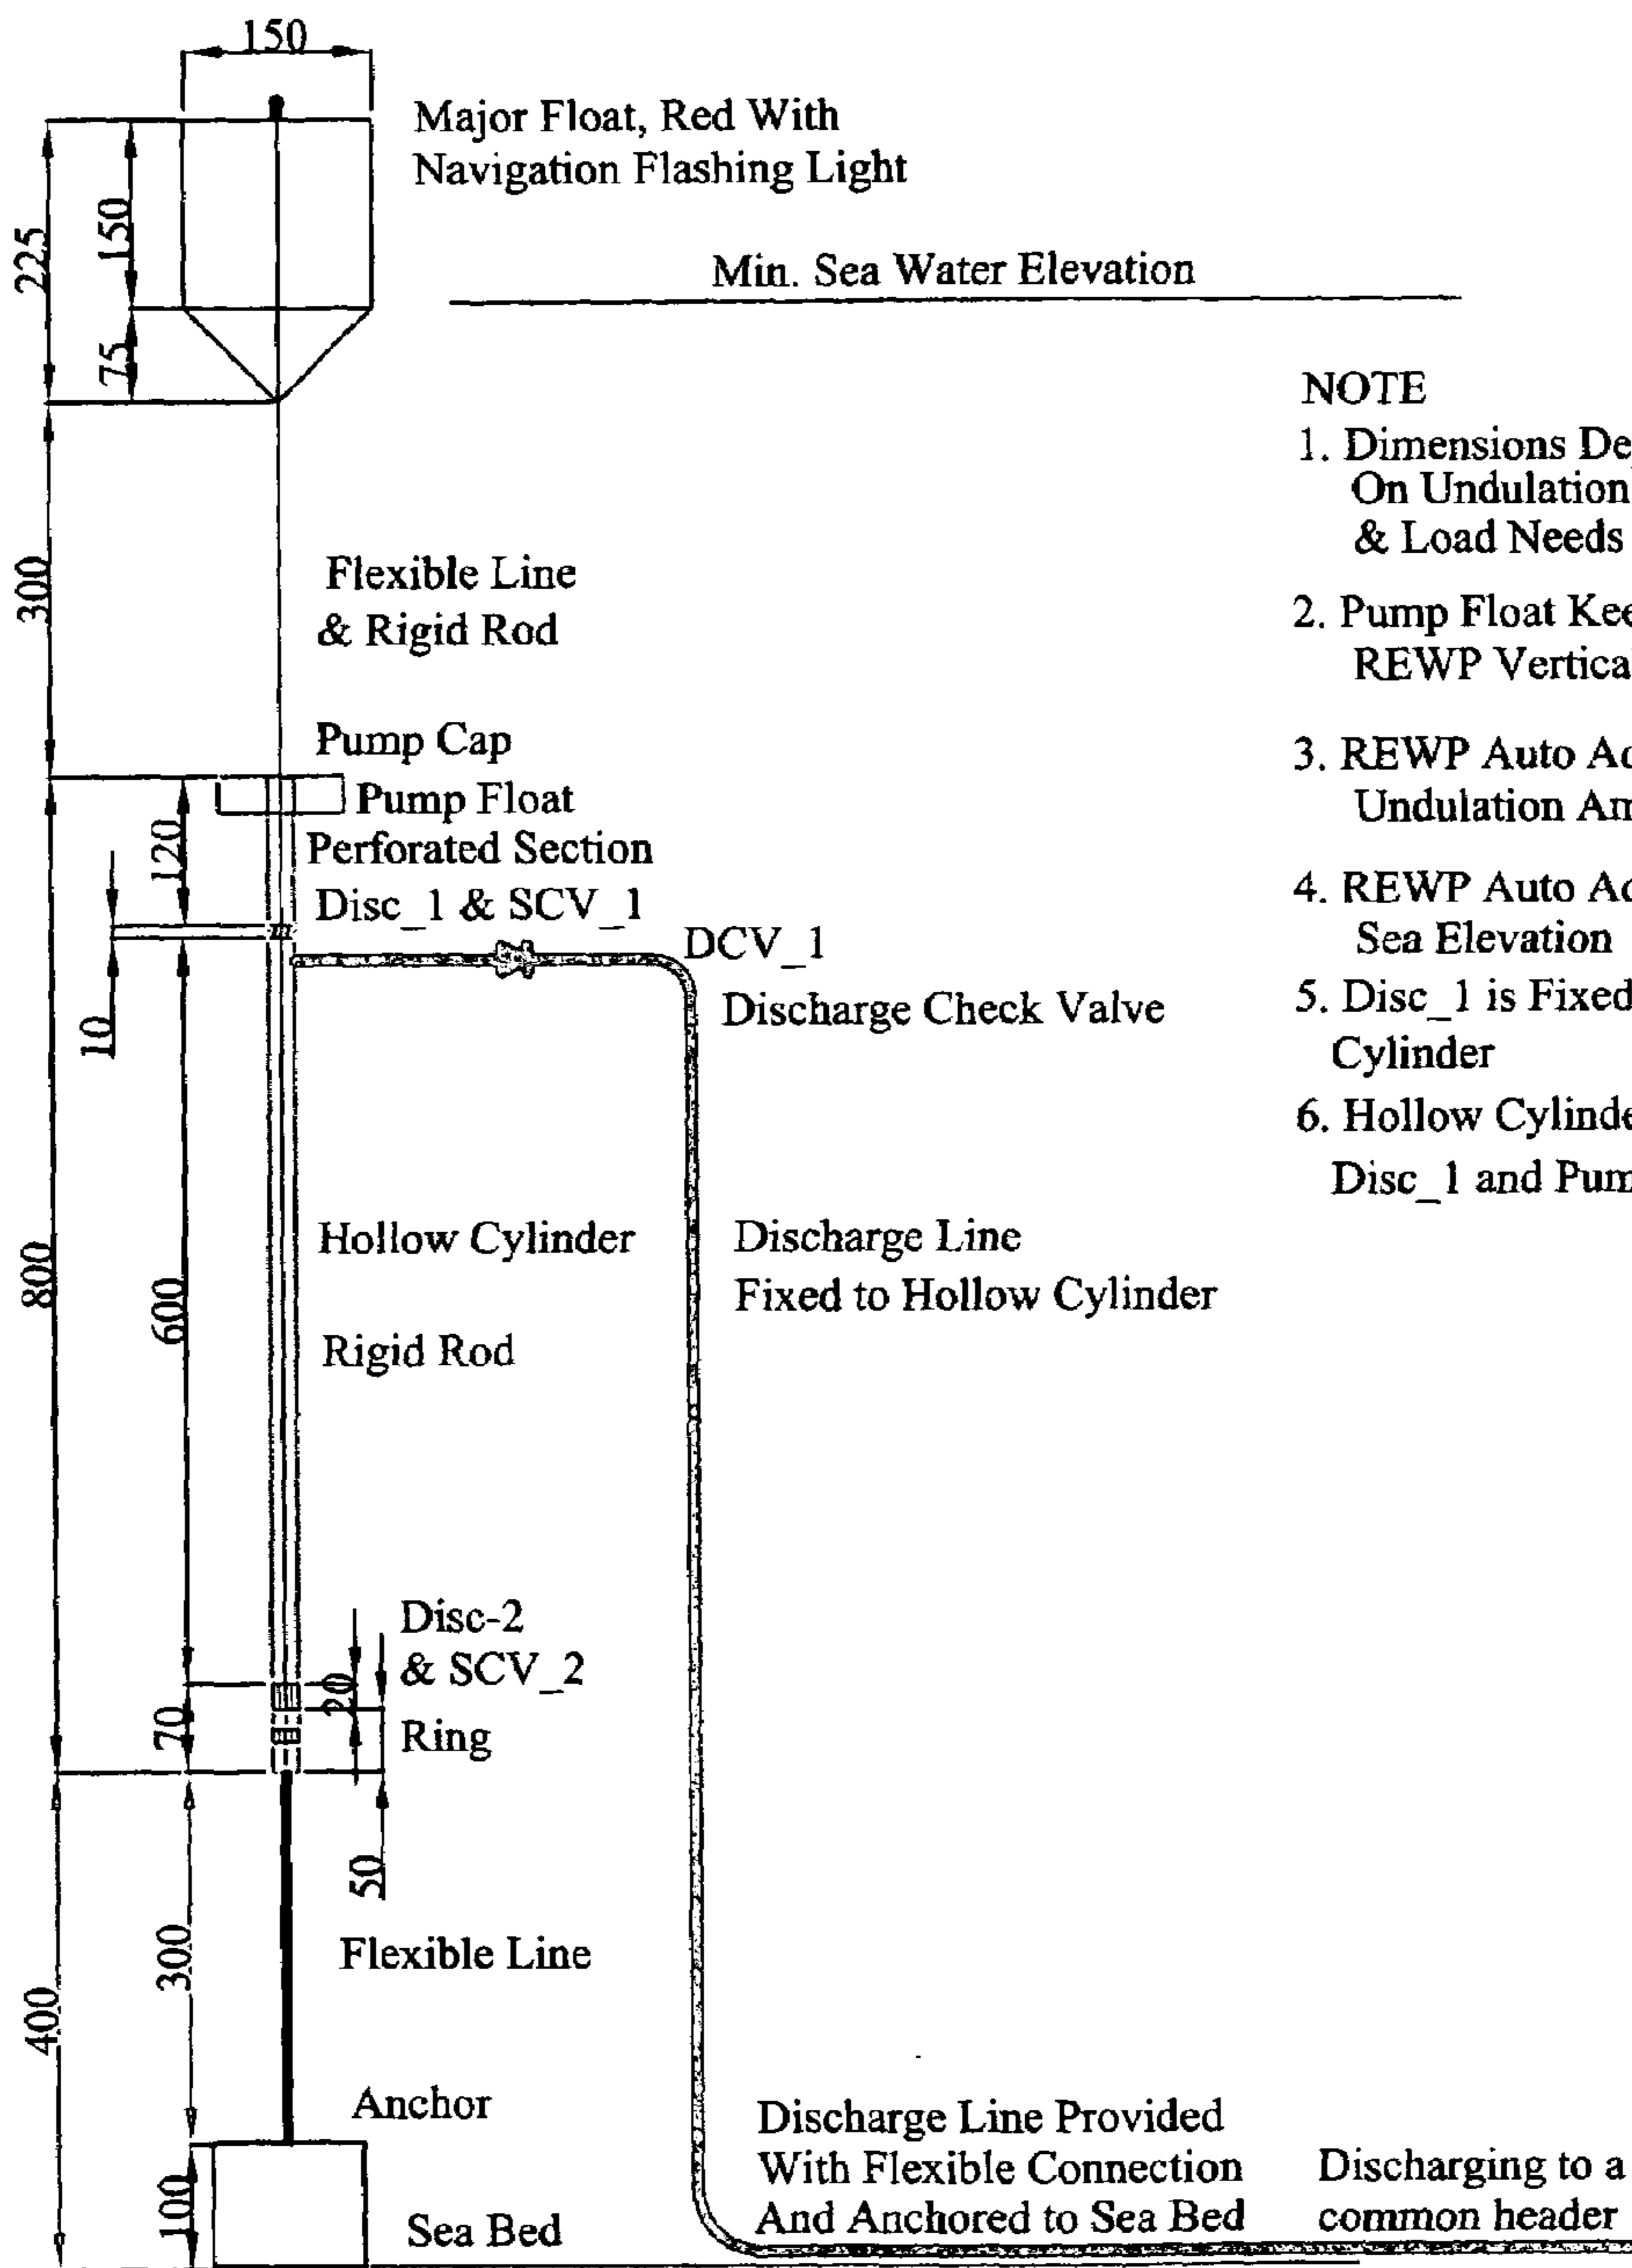 150
Major Float, Red With
Navigation Flashing Light
225
150
75
Min. Sea Water Elevation
NOTE
1. Dimensions De
On Undulation
& Load Needs
2. Pump Float Kee
REWP Vertica
3. REWP Auto Ad
Undulation Am
4. REWP Auto Ad
Sea Elevation
5. Disc_1 is Fixed
Cylinder
6. Hollow Cylinde
Disc_1 and Pum
300
Flexible Line
& Rigid Rod
Pump Cap
Pump Float
Perforated Section
Disc_1 & SCV_1
120
10
DCV_1
Discharge Check Valve
800
600
Hollow Cylinder
Rigid Rod
Discharge Line
Fixed to Hollow Cylinder
Disc-2
& SCV_2
20
Ring
70
50
300
Flexible Line
400
Anchor
100
Sea Bed
Discharge Line Provided
With Flexible Connection
And Anchored to Sea Bed
Discharging to a
common header